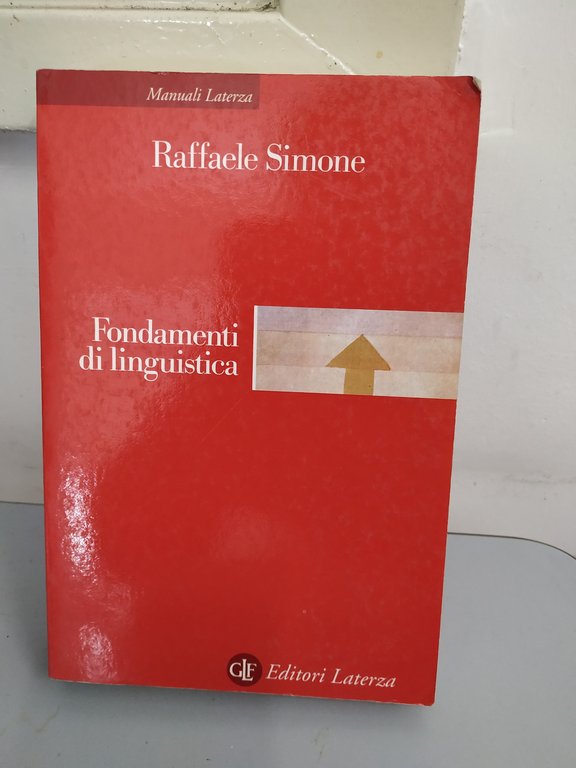 Manuali Laterza
Raffaele Simone
Fondamenti
di linguistica
GLF Editori Laterza